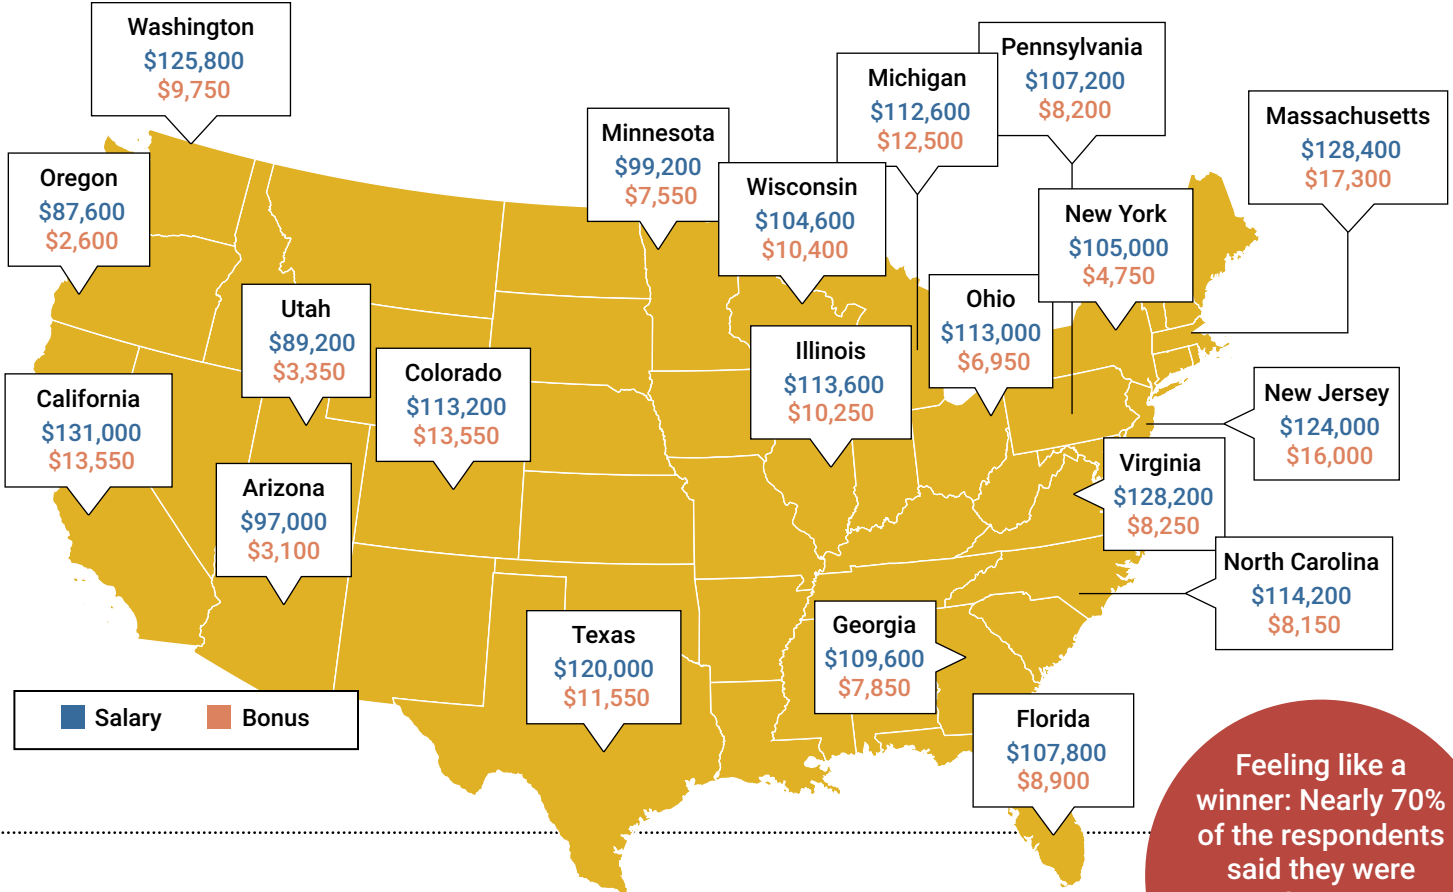 Washington
$125,800
$9,750
Pennsylvania
$107,200
$8,200
Michigan
$112,600
$12,500
Massachusetts
$128,400
$17,300
Minnesota
$99,200
$7,550
Oregon
$87,600
$2,600
Wisconsin
$104,600
$10,400
New York
$105,000
$4,750
Utah
$89,200
$3,350
Ohio
$113,000
$6,950
Colorado
$113,200
$13,550
Illinois
$113,600
$10,250
California
$131,000
$13,550
New Jersey
$124,000
$16,000
Arizona
$97,000
$3,100
Virginia
$128,200
$8,250
North Carolina
$114,200
$8,150
Texas
$120,000
$11,550
Georgia
$109,600
$7,850
Florida
$107,800
$8,900
Salary
Bonus
Feeling like a
winner: Nearly 70%
of the respondents
said they were